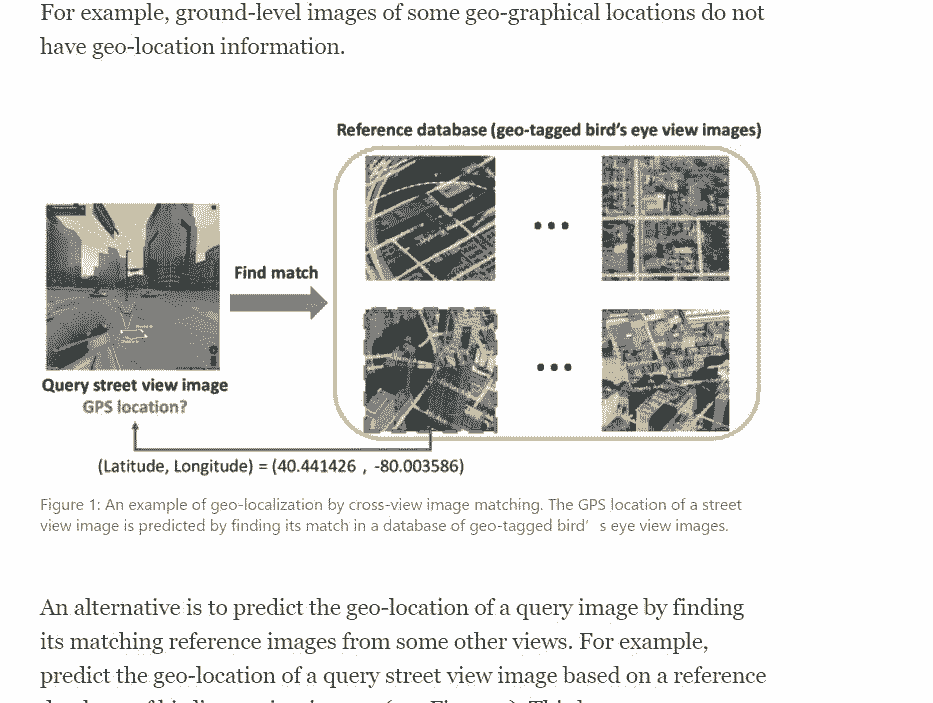 For example, ground-level images of some geo-graphical locations do not
have geo-location information.
Reference database (geo-tagged bird's eye view images)
Find match
Query street view image
GPS location?
(Latitude, Longitude) = (40.441426 , -80.003586)
Figure 1: An example of geo-localization by cross-view image matching. The GPS location of a street
view image is predicted by finding its match in a database of geo-tagged bird’ s eye view images.
An alternative is to predict the geo-location of a query image by finding
its matching reference images from some other views. For example,
predict the geo-location of a query street view image based on a reference